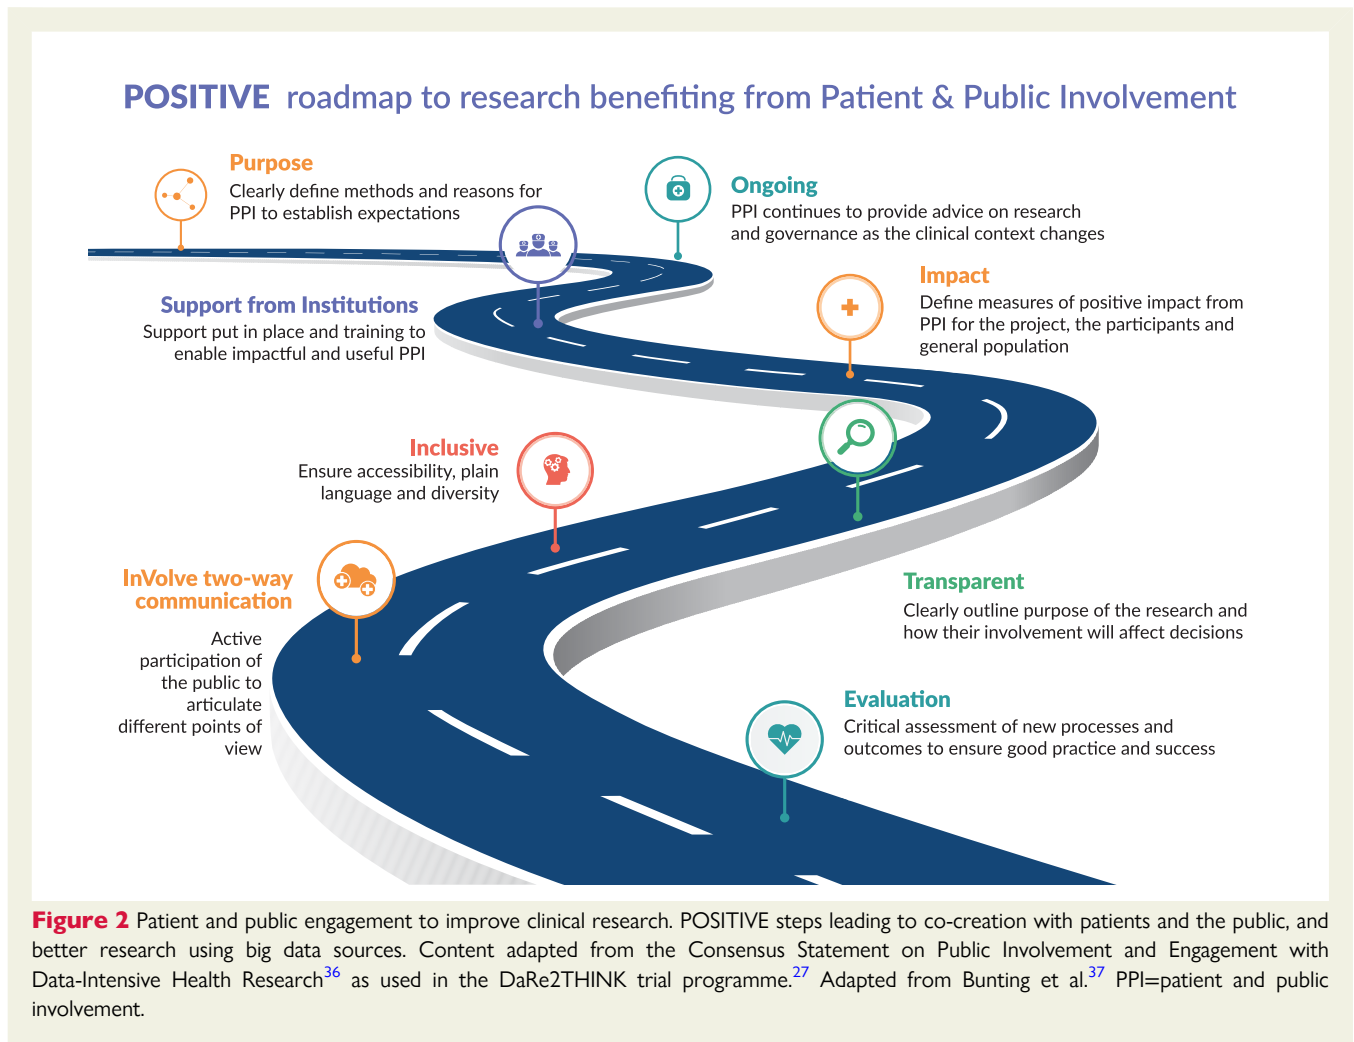 POSITIVE roadmap to research benefiting from Patient & Public Involvement
Purpose
Clearly define methods and reasons for
PPI to establish expectations
Ongoing
PPI continues to provide advice on research
and governance as the clinical context changes
Support from Institutions
Support put in place and training to
enable impactful and useful PPI
Impact
Define measures of positive impact from
PPI for the project, the participants and
general population
Inclusive
Ensure accessibility, plain
language and diversity
Transparent
Clearly outline purpose of the research and
how their involvement will affect decisions
InVolve two-way
communication
Active
participation of
the public to
articulate
different points of
view
Evaluation
Critical assessment of new processes and
outcomes to ensure good practice and success
Figure 2 Patient and public engagement to improve clinical research. POSITIVE steps leading to co-creation with patients and the public, and
better research using big data sources. Content adapted from the Consensus Statement on Public Involvement and Engagement with
Data-Intensive Health Research36 as used in the DaRe2THINK trial programme.27 Adapted from Bunting et al.37 PPI=patient and public
involvement.